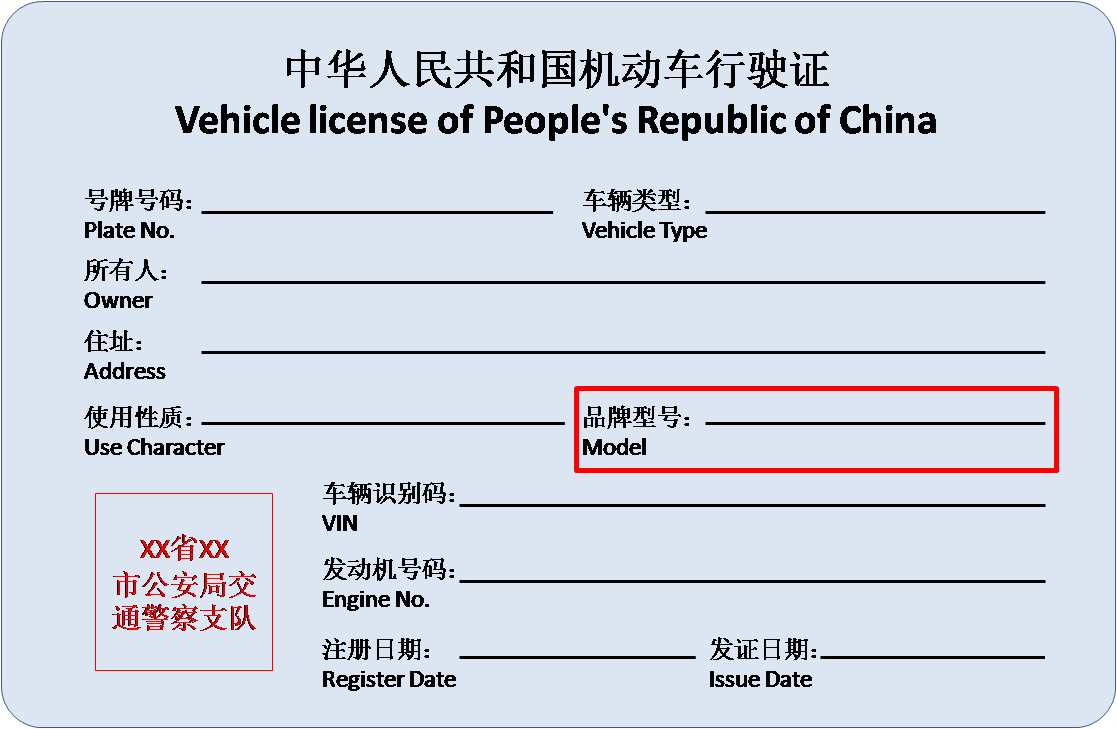 中华人民共和国机动车行驶证
Vehicle license of People's Republic of China
号牌号码： 车辆类型：
Plate No. Vehicle Type
所有人：
Owner
住址：
Address
使用性质： 品牌型号：
Use Character Model
车辆识别码：
VIN
发动机号码：
Engine No.
注册日期： 发证日期：
Register Date Issue Date
XX省XX
市公安局交
通警察支队